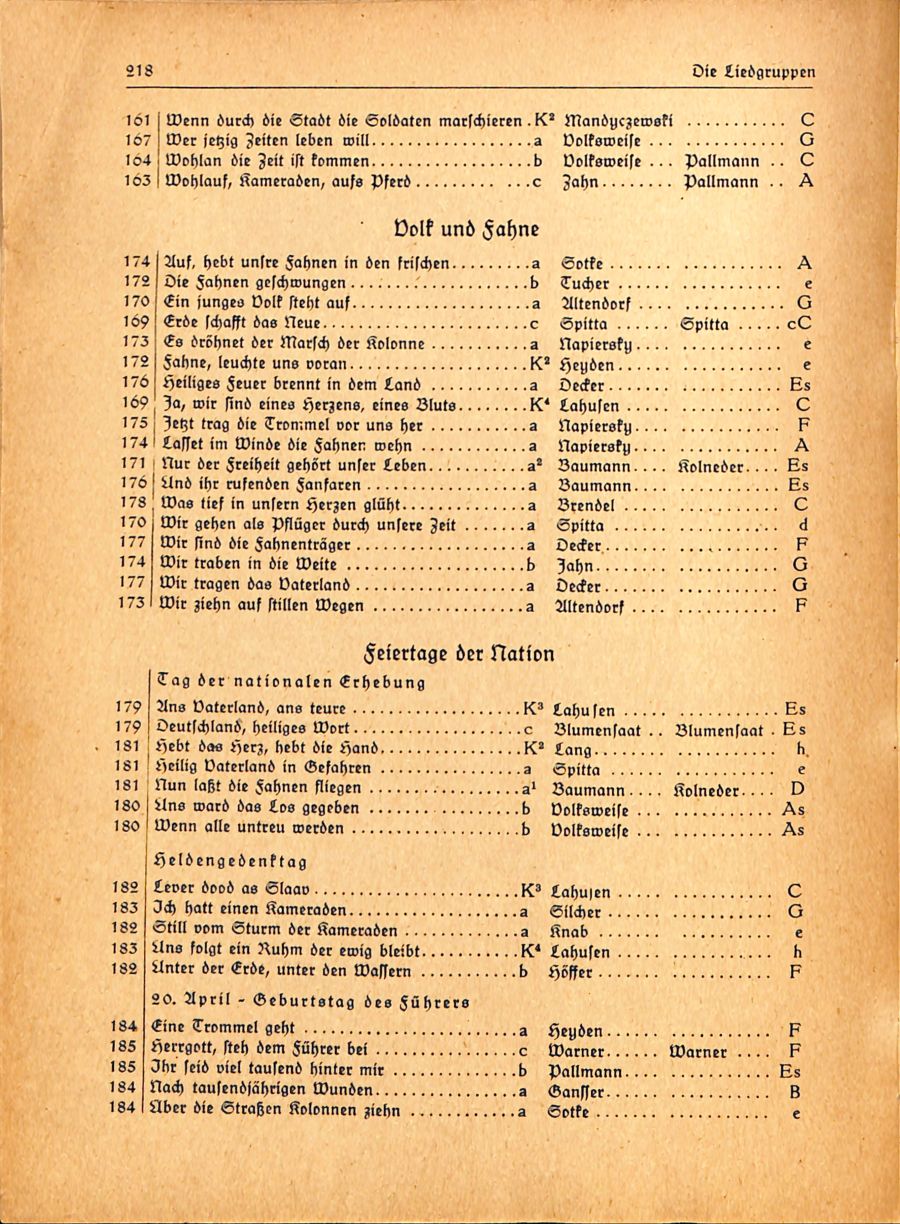 218 Die Liedgruppen
161 Wenn durch die Stadt die Soldaten marschieren . K² Mandyczewski ........... C
167 Wer jetzig Zeiten leben will.................. a Volksweise ... ........... G
164 Wohlan die Zeit ist kommen.................. b Volksweise ... Pallmann .. C
163 Wohlauf, Kameraden, aufs Pferd ......... ... c Zahn........ Pallmann .. A
Volk und Fahne
174 Auf, hebt unsre Fahnen in den frischen......... a Sotke ....... ........... A
172 Die Fahnen geschwungen .................... b Tucher ...... ........... e
170 Ein junges Volk steht auf.................... a Altendorf .... ........... G
169 Erde schafft das Neue....................... c Spitta ...... Spitta ..... cC
173 Es dröhnet der Marsch der Kolonne ........... a Napiersky.... ........... e
172 Fahne, leuchte uns voran.................... K² Heyden...... ........... e
176 Heiliges Feuer brennt in dem Land ........... a Decker....... ........... Es
169 Ja, wir sind eines Herzens, eines Bluts........ K⁴ Lahusen ..... ........... C
175 Jetzt trag die Trommel vor uns her ........... a Napiersky.... ........... F
174 Lasset im Winde die Fahnen wehn ............ a Napiersky.... ........... A
171 Nur der Freiheit gehört unser Leben........... a² Baumann.... Kolneder.... Es
176 Und ihr rufenden Fanfaren .................. a Baumann.... ........... Es
178 Was tief in unsern Herzen glüht.............. a Brendel ..... ........... C
170 Wir gehen als Pflüger durch unsere Zeit ....... a Spitta ...... ........... d
177 Wir sind die Fahnenträger ................... a Decker....... ........... F
174 Wir traben in die Weite .................... b Jahn........ ........... G
177 Wir tragen das Vaterland ................... a Decker....... ........... G
173 Wir ziehn auf stillen Wegen ................. a Altendorf .... ........... F
Feiertage der Nation
Tag der nationalen Erhebung
179 Ans Vaterland, ans teure ................... K³ Lahusen ..... ........... Es
179 Deutschland, heiliges Wort................... c Blumensaat .. Blumensaat . Es
181 Hebt das Herz, hebt die Hand................ K² Lang........ ........... h
181 Heilig Vaterland in Gefahren ................ a Spitta ...... ........... e
181 Nun laßt die Fahnen fliegen ................. a¹ Baumann.... Kolneder.... D
180 Uns ward das Los gegeben .................. b Volksweise ... ........... As
180 Wenn alle untreu werden ................... b Volksweise ... ........... As
Heldengedenktag
182 Lever dood as Slaav ....................... K³ Lahusen ..... ........... C
183 Ich hatt einen Kameraden................... a Silcher ...... ........... G
182 Still vom Sturm der Kameraden .............. a Knab ....... ........... e
183 Uns folgt ein Ruhm der ewig bleibt........... K⁴ Lahusen ..... ........... h
182 Unter der Erde, unter den Wassern ........... b Höffer ....... ........... F
20. April - Geburtstag des Führers
184 Eine Trommel geht ........................ a Heyden...... ........... F
185 Herrgott, steh dem Führer bei ................ c Warner...... Warner .... F
185 Ihr seid viel tausend hinter mir ............... b Pallmann.... ........... Es
184 Nach tausendjährigen Wunden................ a Gansser...... ........... B
184 Über die Straßen Kolonnen ziehn ............ a Sotke ....... ........... e